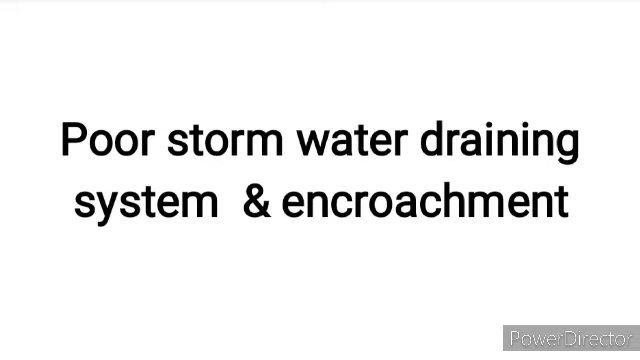 Poor storm water draining
system & encroachment
PowerDirector